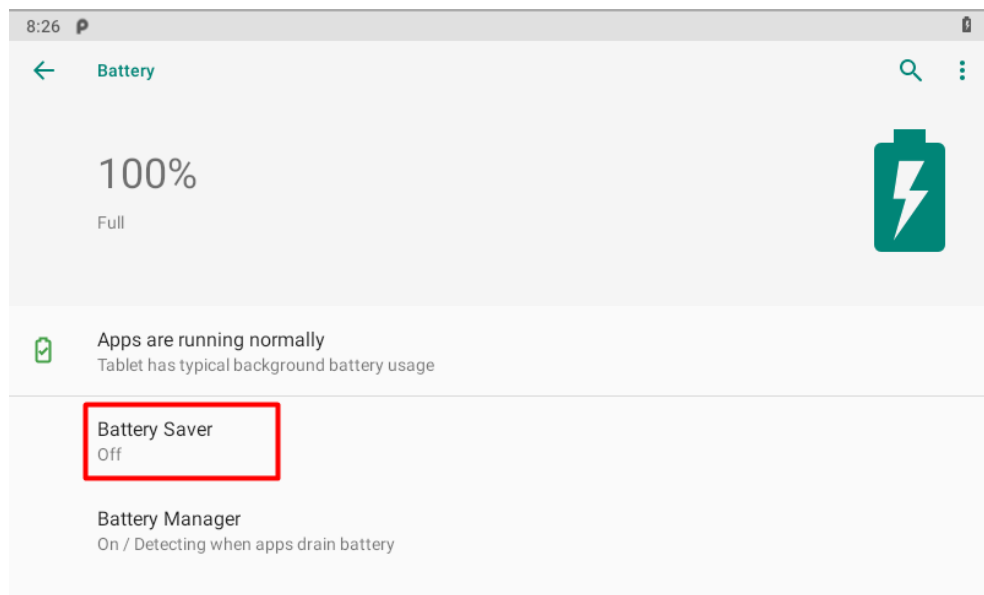 8:26
Battery
100%
Full
Apps are running normally
Tablet has typical background battery usage
Battery Saver
Off
Battery Manager
On / Detecting when apps drain battery